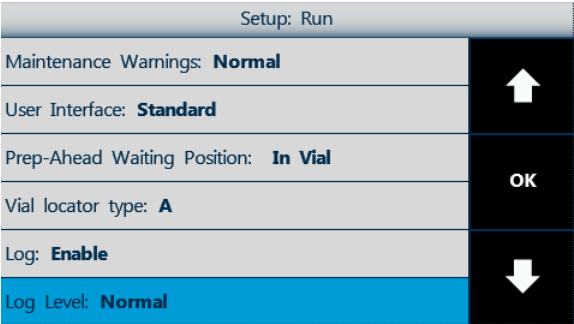 Setup: Run
Maintenance Warnings: Normal
User Interface: Standard
Prep-Ahead Waiting Position: In Vial
OK
Vial locator type: A
Log: Enable
Log Level: Normal